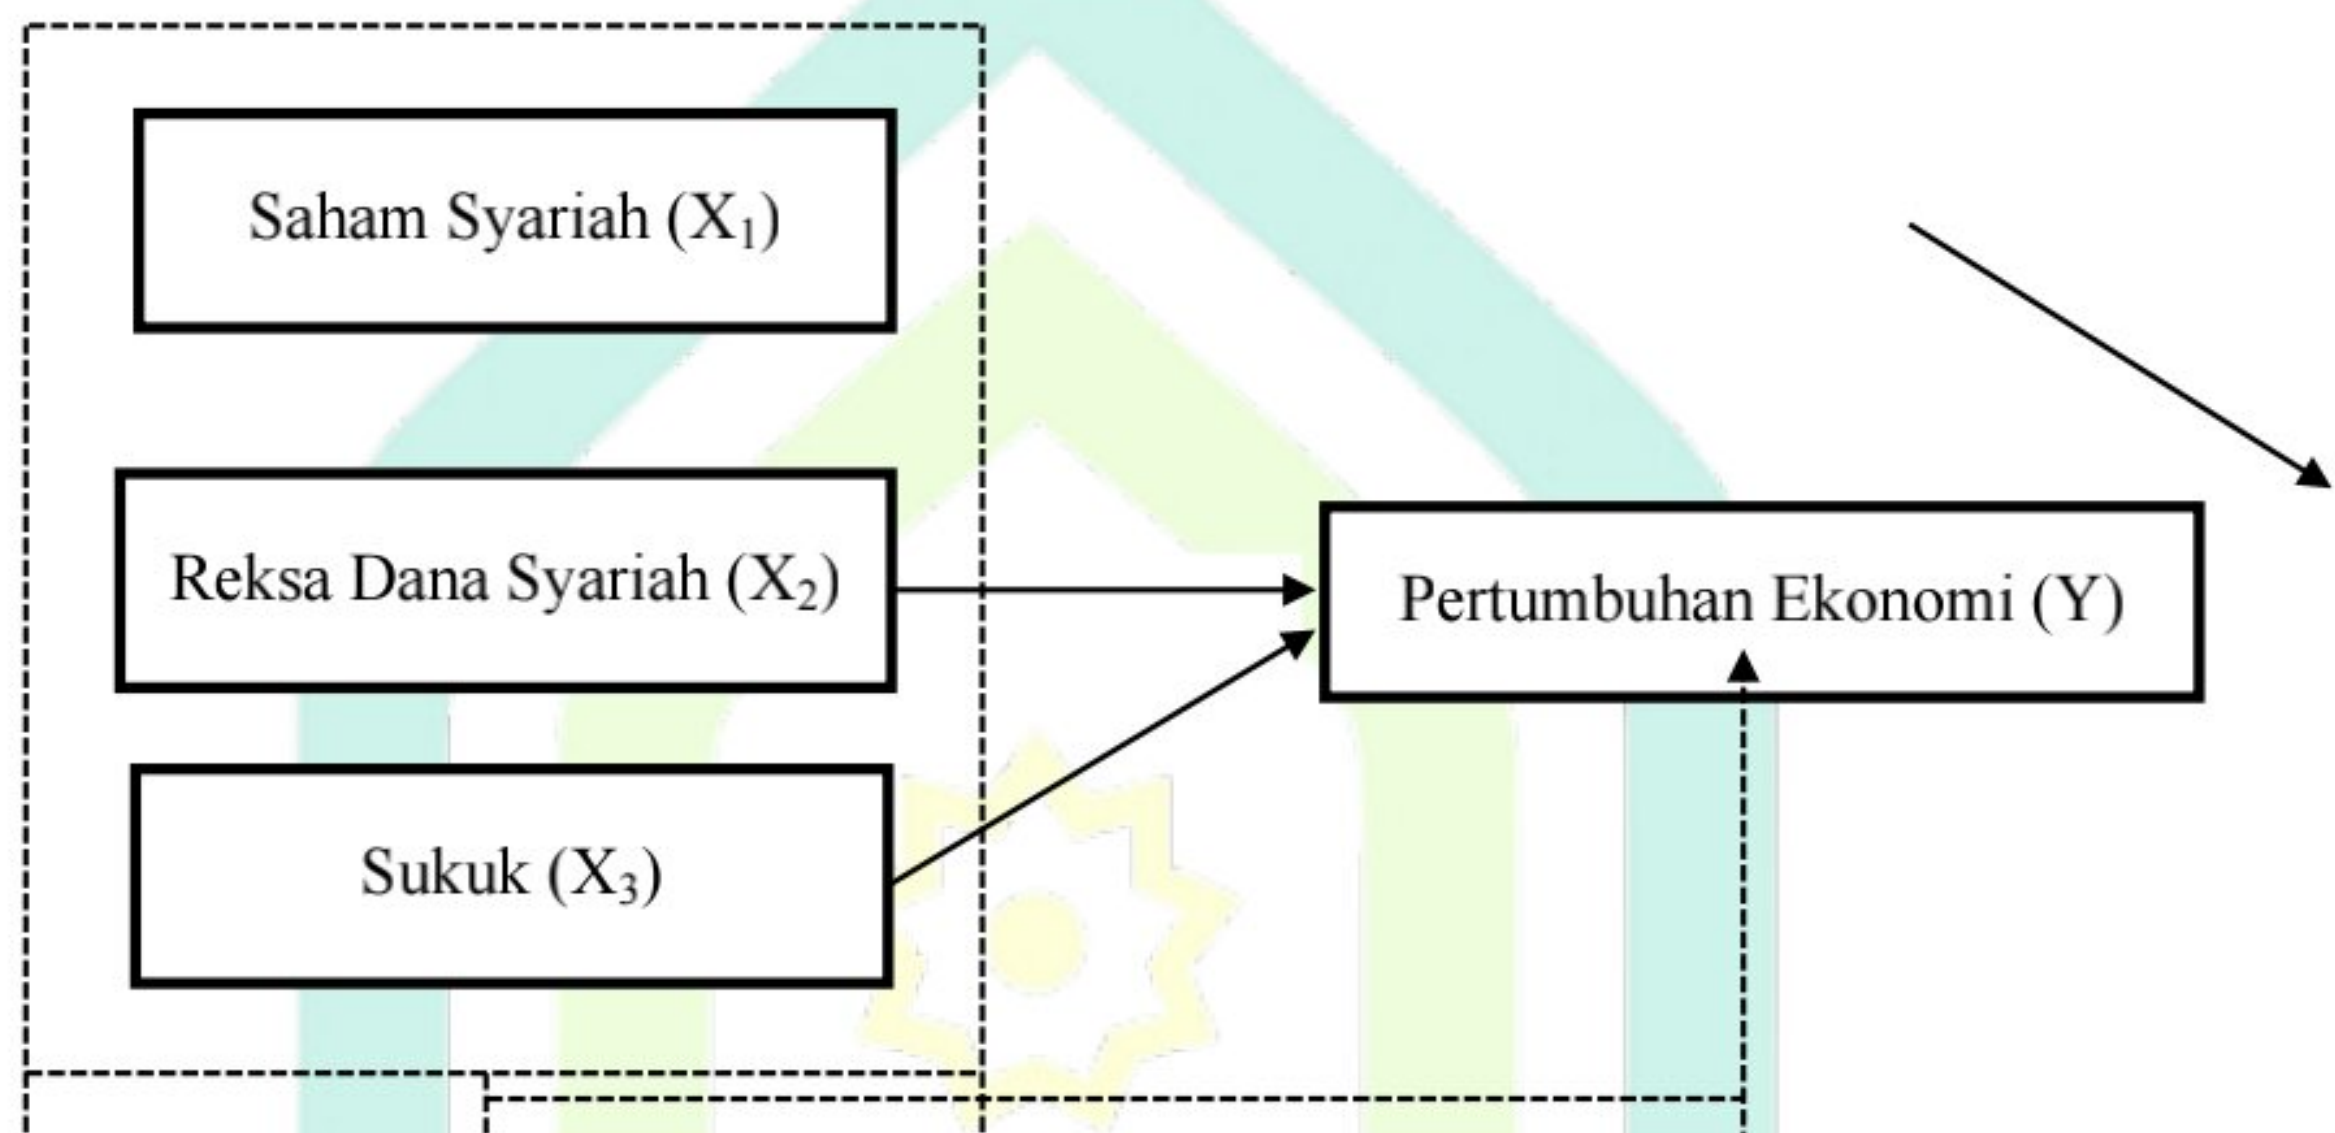 Saham Syariah (X₁)
Reksa Dana Syariah (X₂)
Pertumbuhan Ekonomi (Y)
Sukuk (X₃)